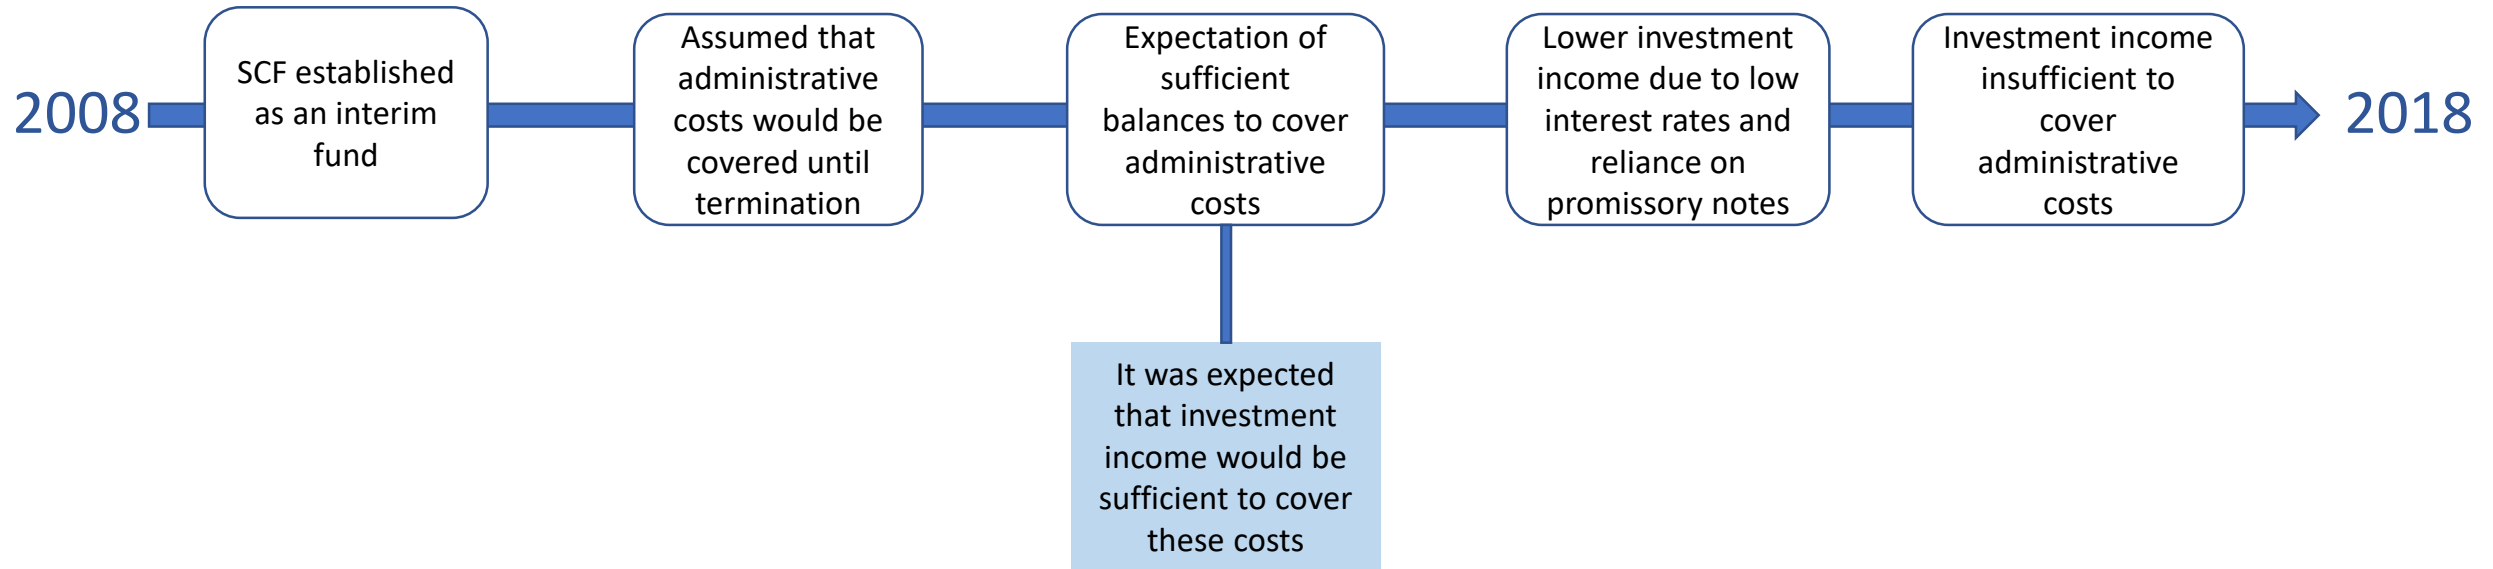 2008
SCF established
as an interim
fund
Assumed that
administrative
costs would be
covered until
termination
Expectation of
sufficient
balances to cover
administrative
costs
Lower investment
income due to low
interest rates and
reliance on
promissory notes
Investment income
insufficient to
cover
administrative
costs
2018
It was expected
that investment
income would be
sufficient to cover
these costs